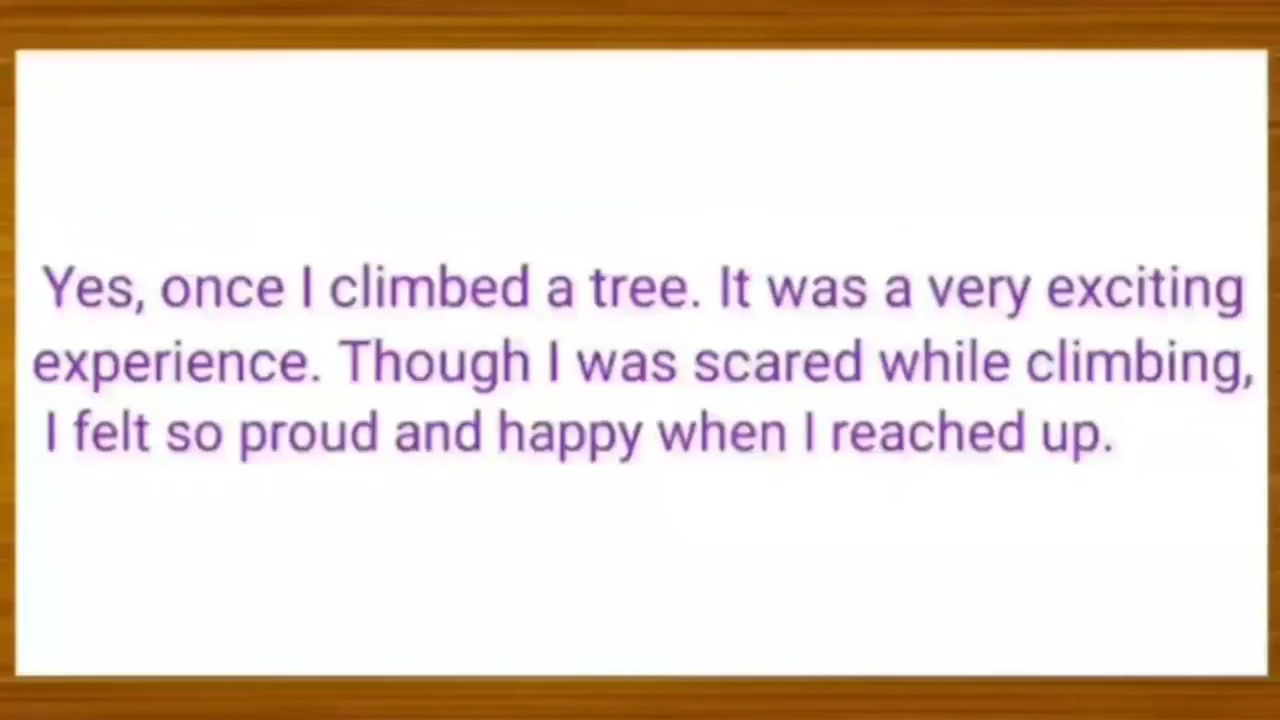 Yes, once I climbed a tree. It was a very exciting
experience. Though I was scared while climbing,
I felt so proud and happy when I reached up.